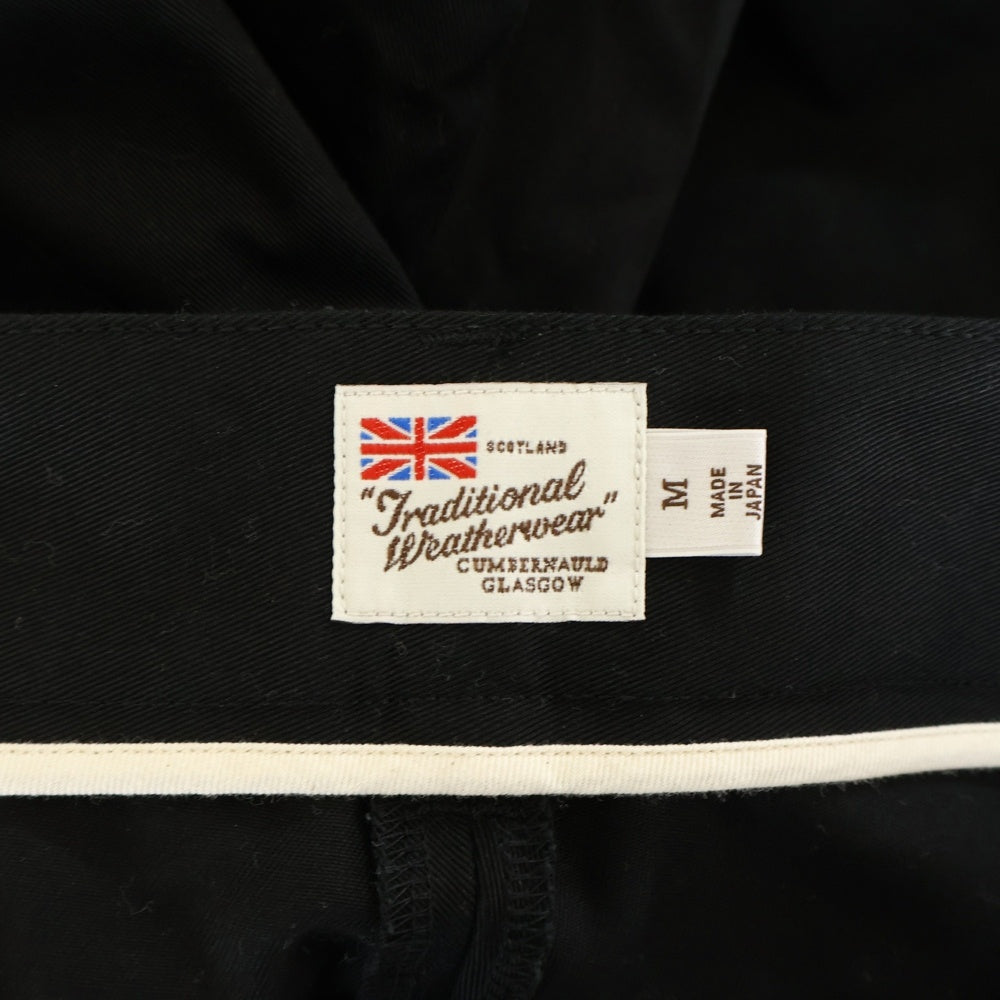 SCOTLAND
"Traditional
Weatherwear"
CUMBERNAULD
GLASGOW
M
MADE
IN
JAPAN